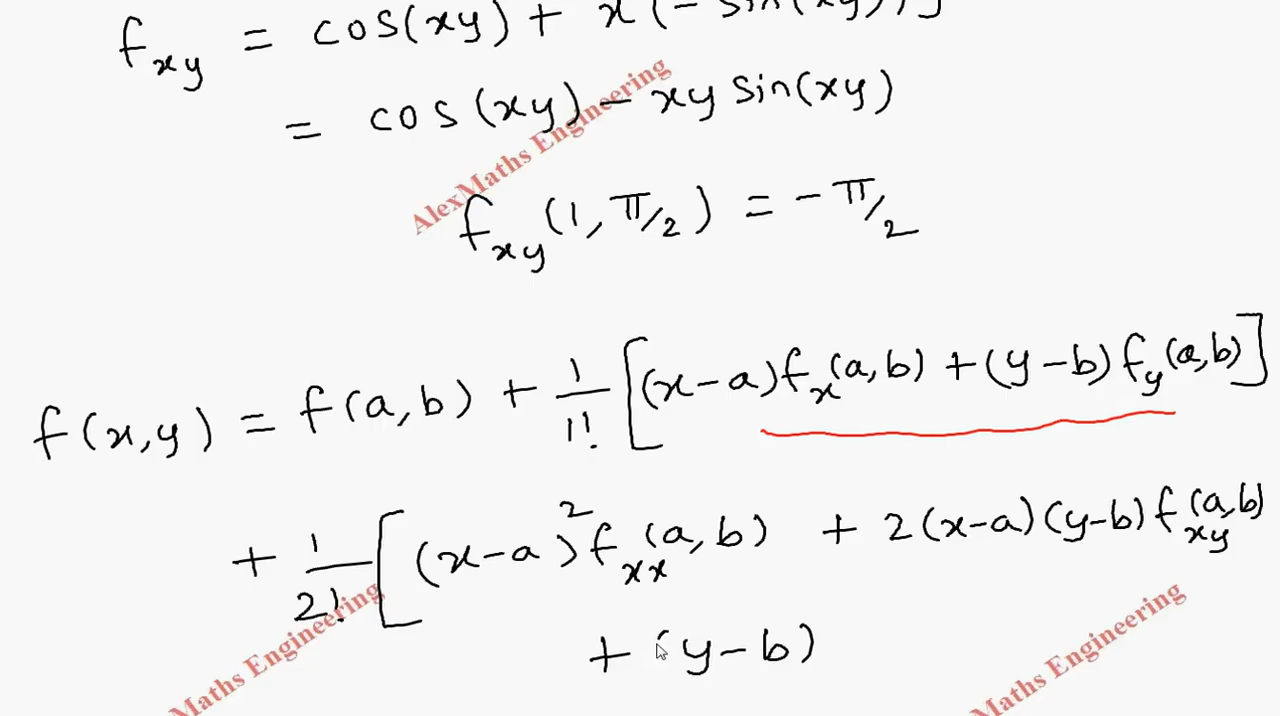 f_xy = cos(xy) + x(- sin(xy))
= cos(xy) - xy sin(xy)
AlexMaths Engineering
f_xy(1, π/2) = -π/2
f(x,y) = f(a,b) + 1/1! [(x-a)f_x(a,b) + (y-b)f_y(a,b)]
+ 1/2! [(x-a)² f_xx(a,b) + 2(x-a)(y-b)f_xy(a,b)
+ (y-b)
Maths Engineering
Maths Engineering